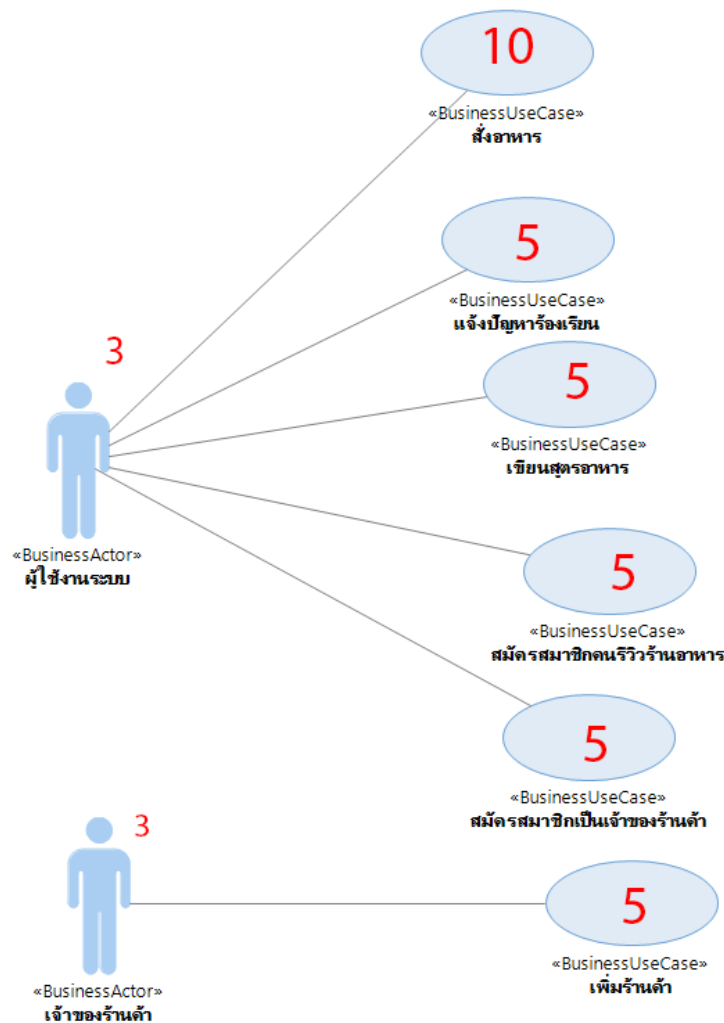 10
«BusinessUseCase»
สั่งอาหาร
5
«BusinessUseCase»
แจ้งปัญหาร้องเรียน
3
5
«BusinessUseCase»
เขียนสูตรอาหาร
«BusinessActor»
ผู้ใช้งานระบบ
5
«BusinessUseCase»
สมัครสมาชิกคนรีวิวร้านอาหาร
5
«BusinessUseCase»
สมัครสมาชิกเป็นเจ้าของร้านค้า
3
5
«BusinessUseCase»
เพิ่มร้านค้า
«BusinessActor»
เจ้าของร้านค้า